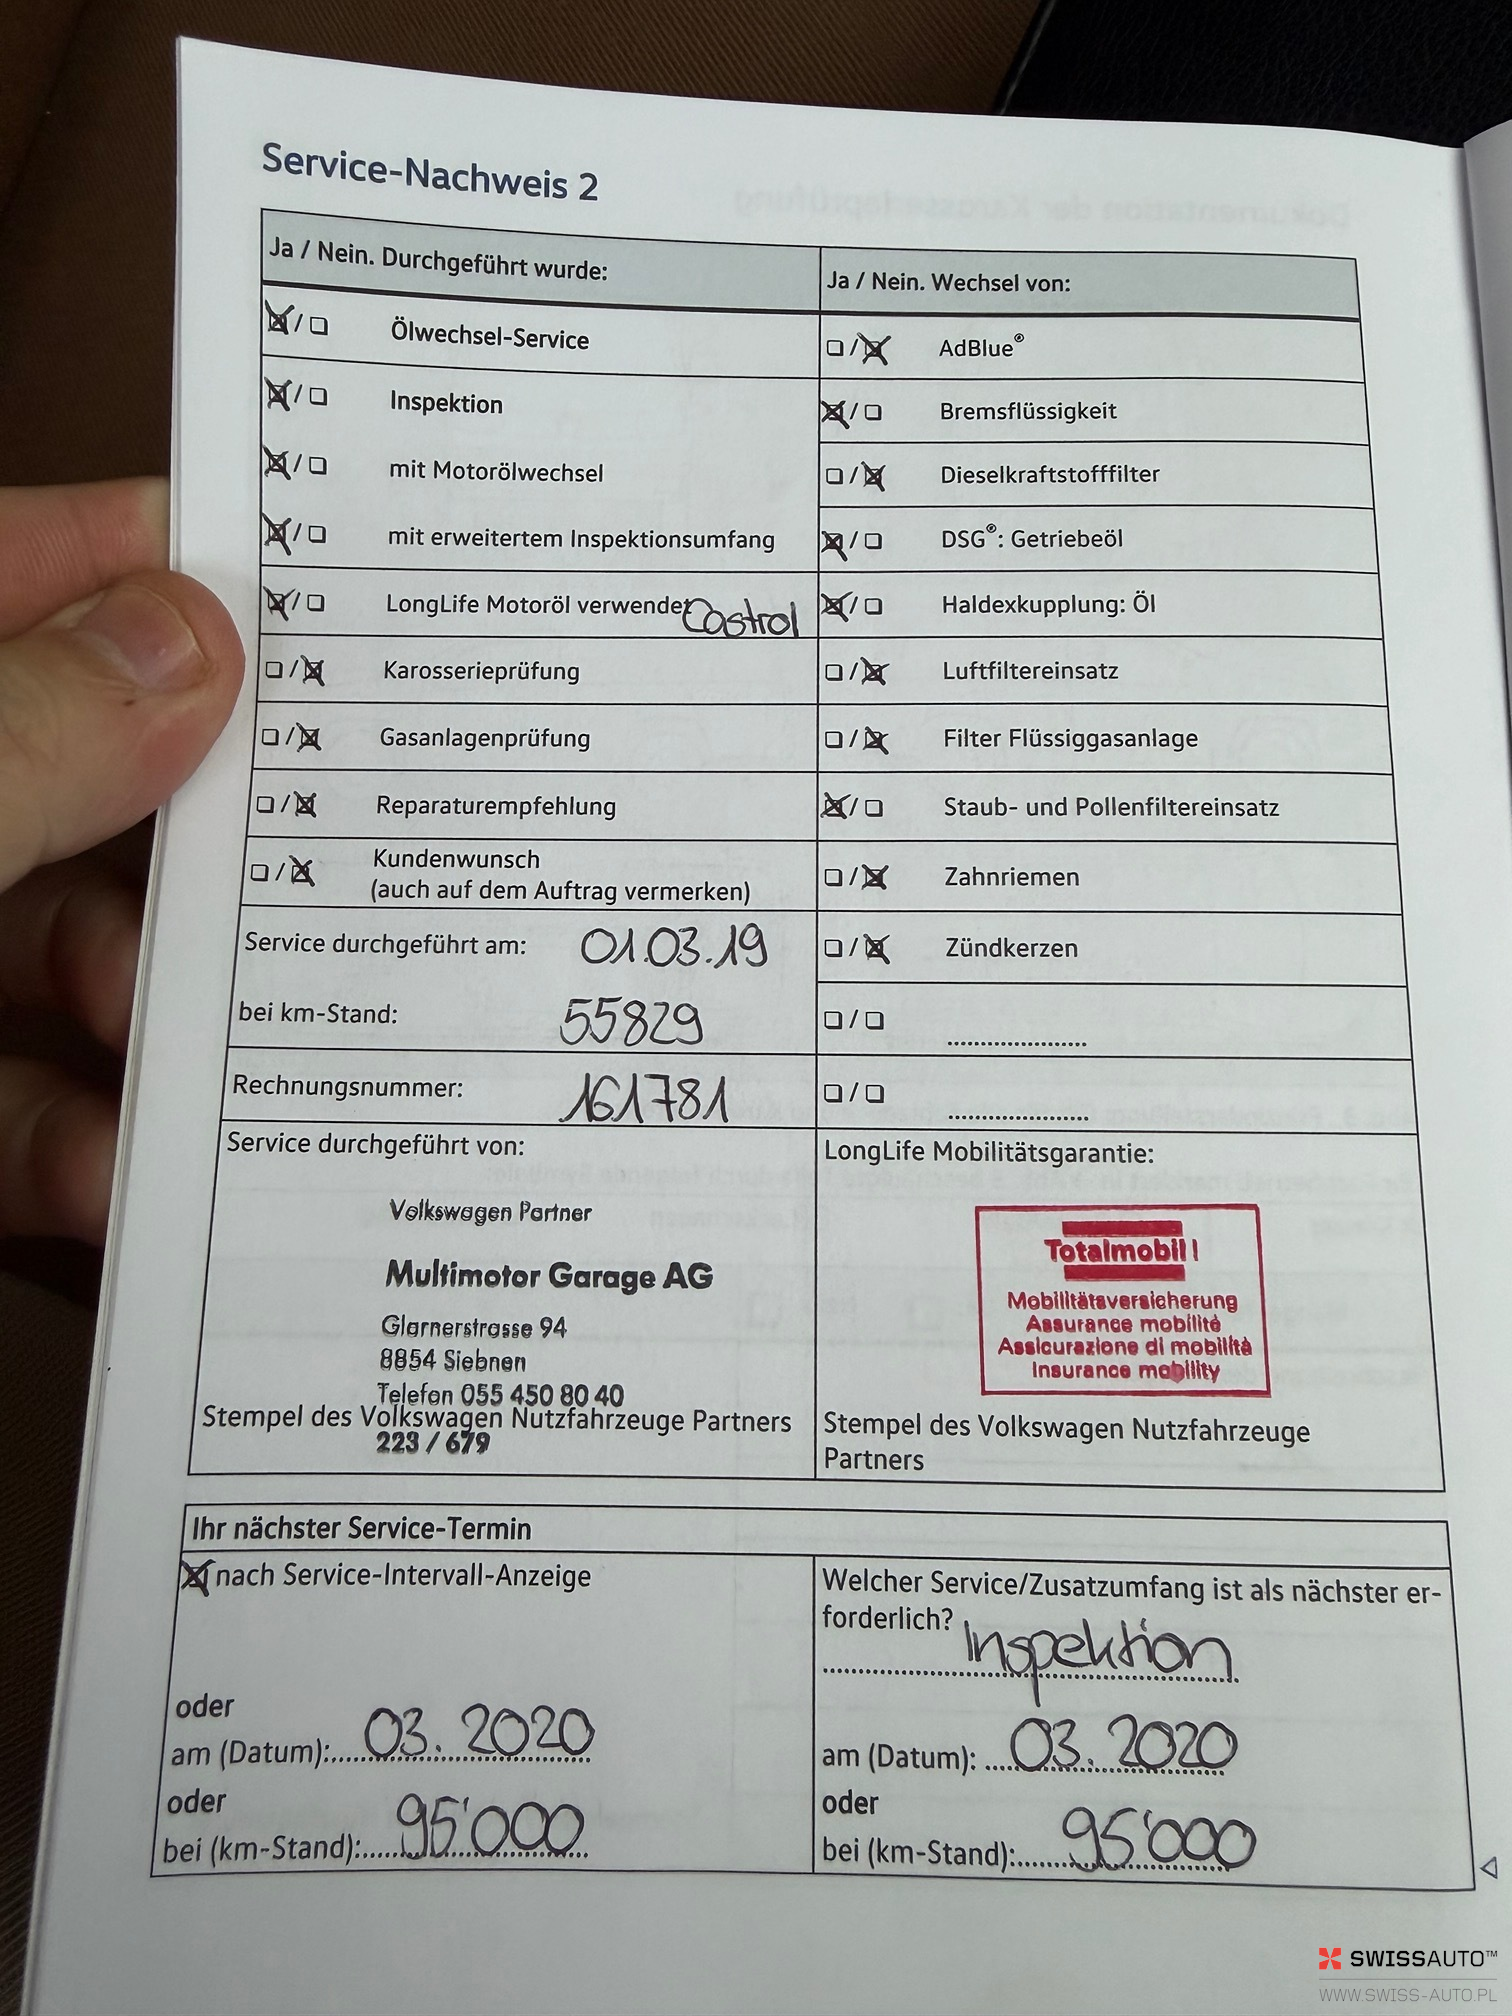 Service-Nachweis 2
Ja / Nein. Durchgeführt wurde:
Ölwechsel-Service
Inspektion
mit Motorölwechsel
mit erweitertem Inspektionsumfang
LongLife Motoröl verwendet Castrol
Karosserieprüfung
Gasanlagenprüfung
Reparaturempfehlung
Kundenwunsch
(auch auf dem Auftrag vermerken)
Service durchgeführt am: 01.03.19
bei km-Stand: 55829
Rechnungsnummer: 161781
Service durchgeführt von:
Volkswagen Partner
Multimotor Garage AG
Glarnerstrasse 94
8854 Siebnen
Telefon 055 450 80 40
Stempel des Volkswagen Nutzfahrzeuge Partners
223 / 679
Ja / Nein. Wechsel von:
AdBlue®
Bremsflüssigkeit
Dieselkraftstofffilter
DSG®: Getriebeöl
Haldexkupplung: Öl
Luftfiltereinsatz
Filter Flüssiggasanlage
Staub- und Pollenfiltereinsatz
Zahnriemen
Zündkerzen
LongLife Mobilitätsgarantie:
Totalmobil!
Mobilitätsversicherung
Assurance mobilité
Assicurazione di mobilità
Insurance mobility
Stempel des Volkswagen Nutzfahrzeuge
Partners
Ihr nächster Service-Termin
nach Service-Intervall-Anzeige
oder
am (Datum): 03.2020
oder
bei (km-Stand): 95'000
Welcher Service/Zusatzumfang ist als nächster er-
forderlich?
Inspektion
am (Datum): 03.2020
oder
bei (km-Stand): 95'000
SWISSAUTO™
WWW.SWISS-AUTO.PL